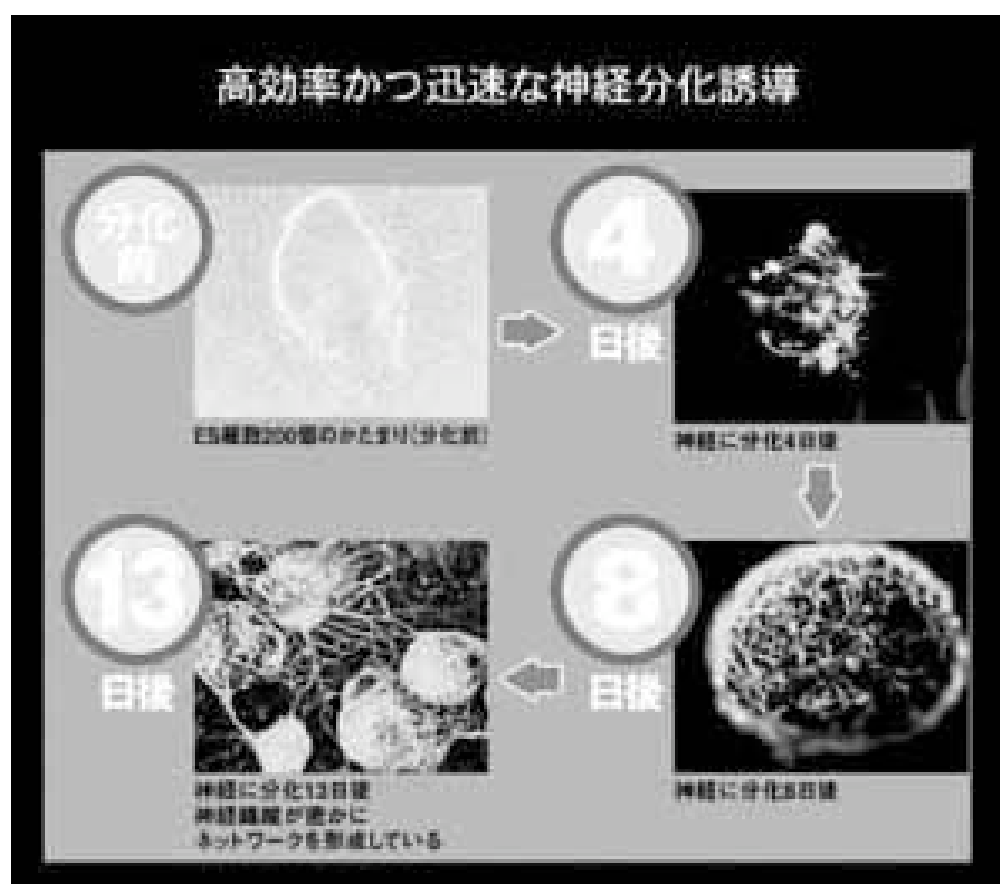 高効率かつ迅速な神経分化誘導
分化
前
ES細胞200個のかたまり(分化前)
4
日後
神経に分化4日後
8
日後
神経に分化8日後
13
日後
神経に分化13日後
神経線維が密かに
ネットワークを形成している